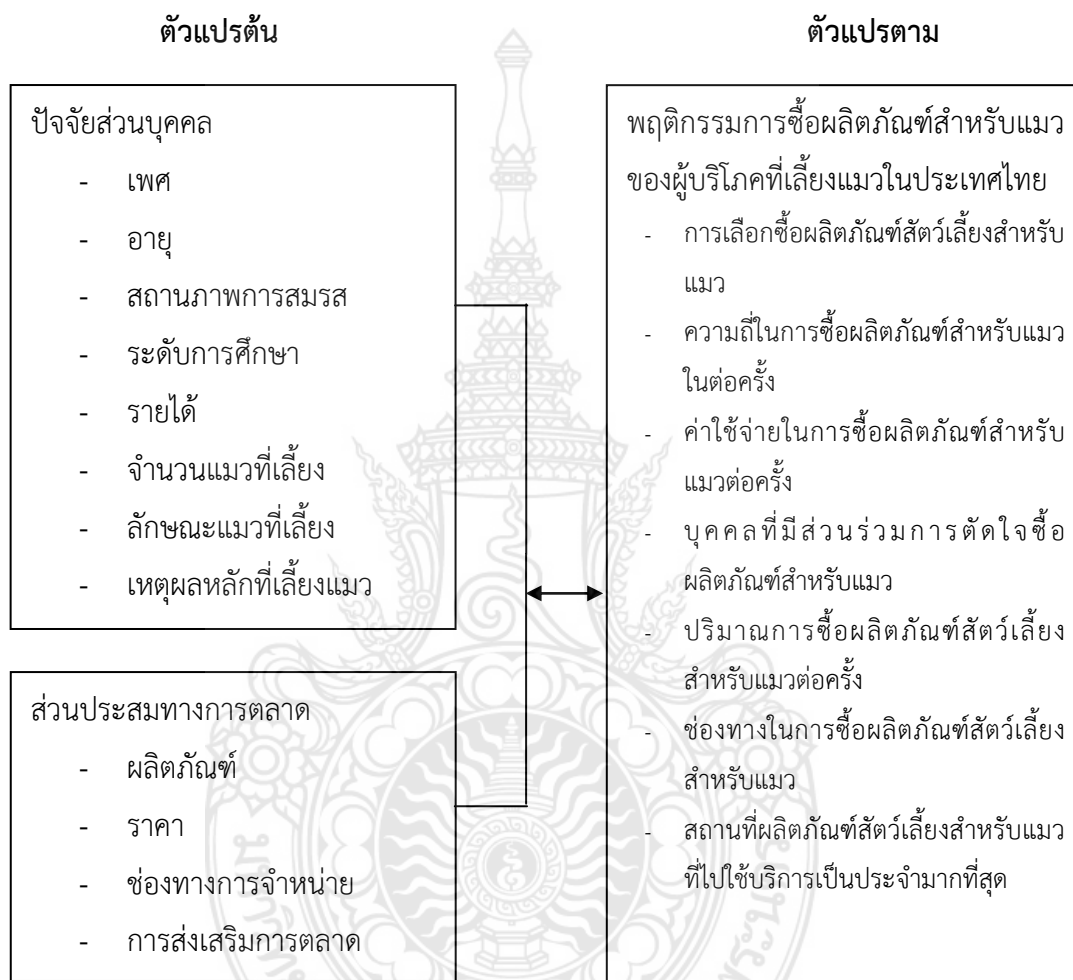 ตัวแปรต้น
ปัจจัยส่วนบุคคล
- เพศ
- อายุ
- สถานภาพการสมรส
- ระดับการศึกษา
- รายได้
- จำนวนแมวที่เลี้ยง
- ลักษณะแมวที่เลี้ยง
- เหตุผลหลักที่เลี้ยงแมว
ส่วนประสมทางการตลาด
- ผลิตภัณฑ์
- ราคา
- ช่องทางการจำหน่าย
- การส่งเสริมการตลาด
ตัวแปรตาม
พฤติกรรมการซื้อผลิตภัณฑ์สำหรับแมว
ของผู้บริโภคที่เลี้ยงแมวในประเทศไทย
- การเลือกซื้อผลิตภัณฑ์สัตว์เลี้ยงสำหรับ
แมว
- ความถี่ในการซื้อผลิตภัณฑ์สำหรับแมว
ในต่อครั้ง
- ค่าใช้จ่ายในการซื้อผลิตภัณฑ์สำหรับ
แมวต่อครั้ง
- บุคคลที่มีส่วนร่วมการตัดใจซื้อ
ผลิตภัณฑ์สำหรับแมว
- ปริมาณการซื้อผลิตภัณฑ์สัตว์เลี้ยง
สำหรับแมวต่อครั้ง
- ช่องทางในการซื้อผลิตภัณฑ์สัตว์เลี้ยง
สำหรับแมว
- สถานที่ผลิตภัณฑ์สัตว์เลี้ยงสำหรับแมว
ที่ไปใช้บริการเป็นประจำมากที่สุด